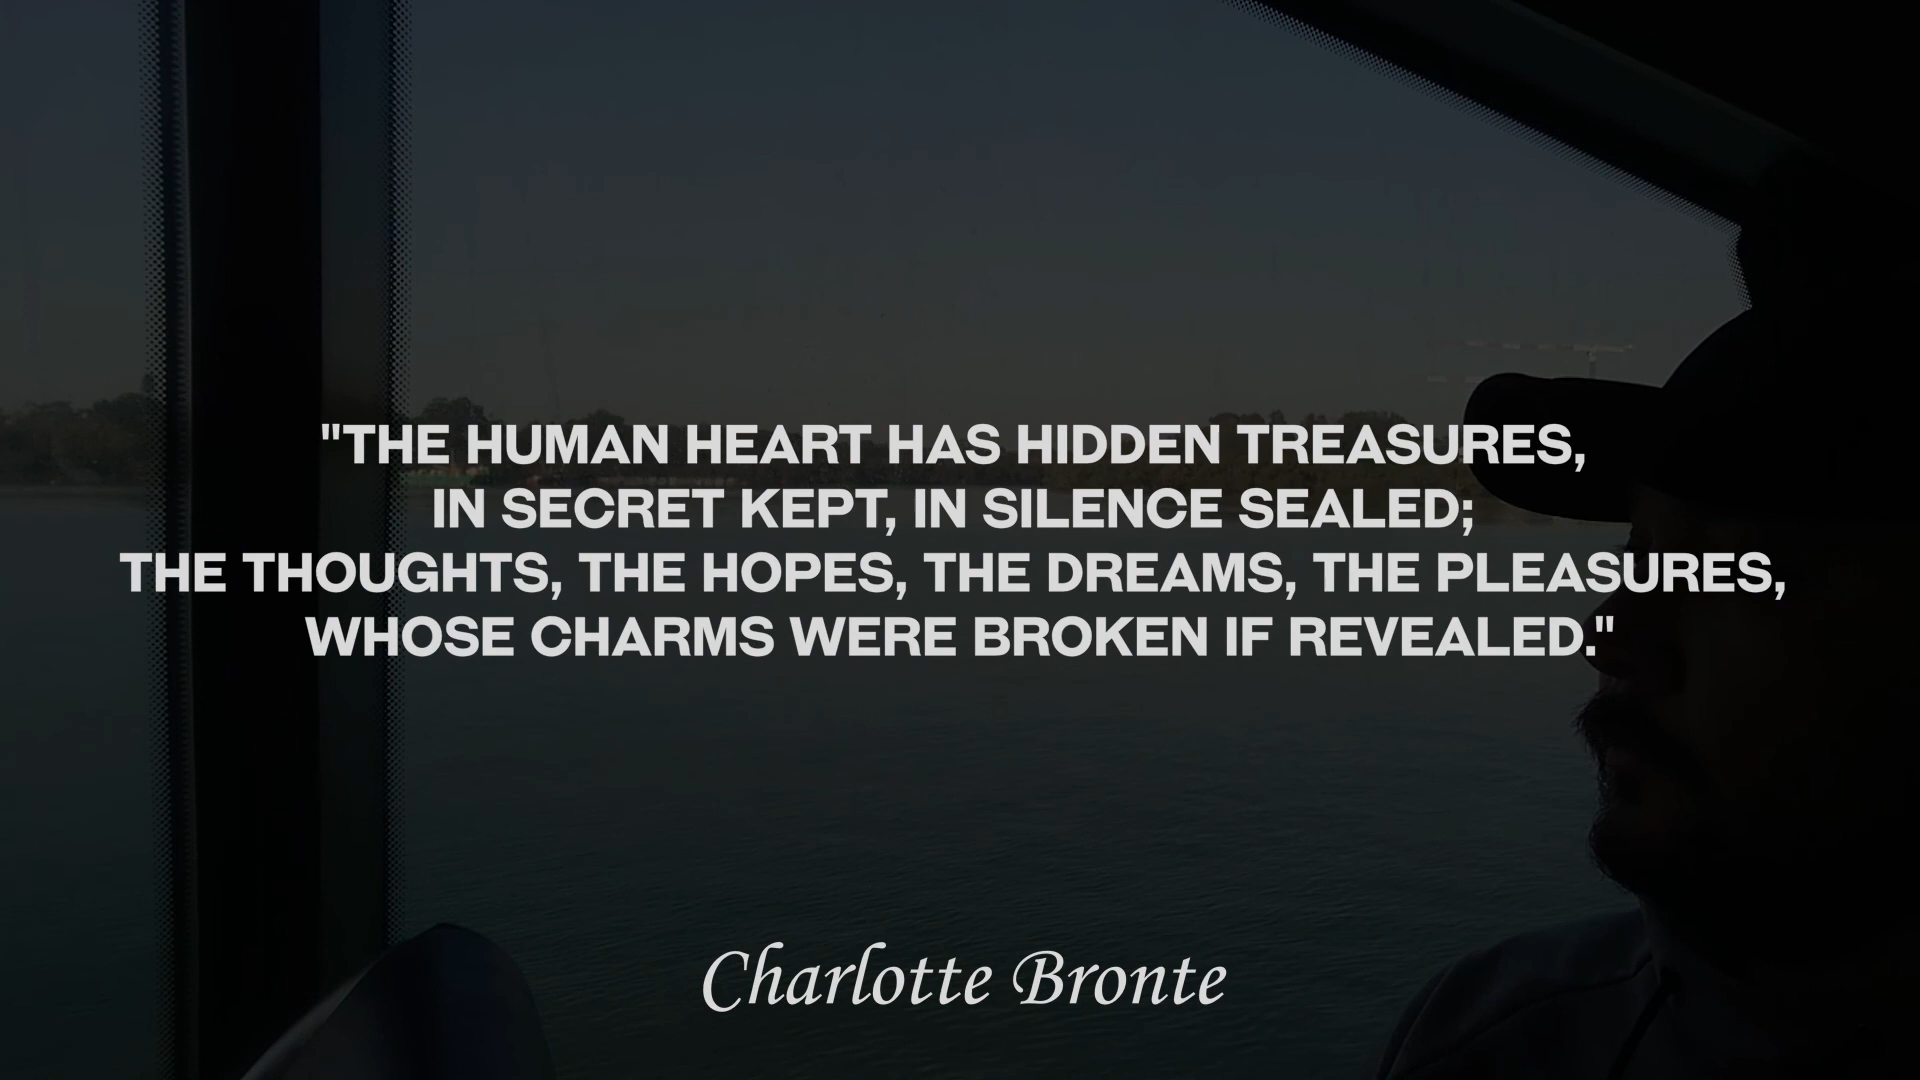 "THE HUMAN HEART HAS HIDDEN TREASURES,
IN SECRET KEPT, IN SILENCE SEALED;
THE THOUGHTS, THE HOPES, THE DREAMS, THE PLEASURES,
WHOSE CHARMS WERE BROKEN IF REVEALED."
Charlotte Bronte